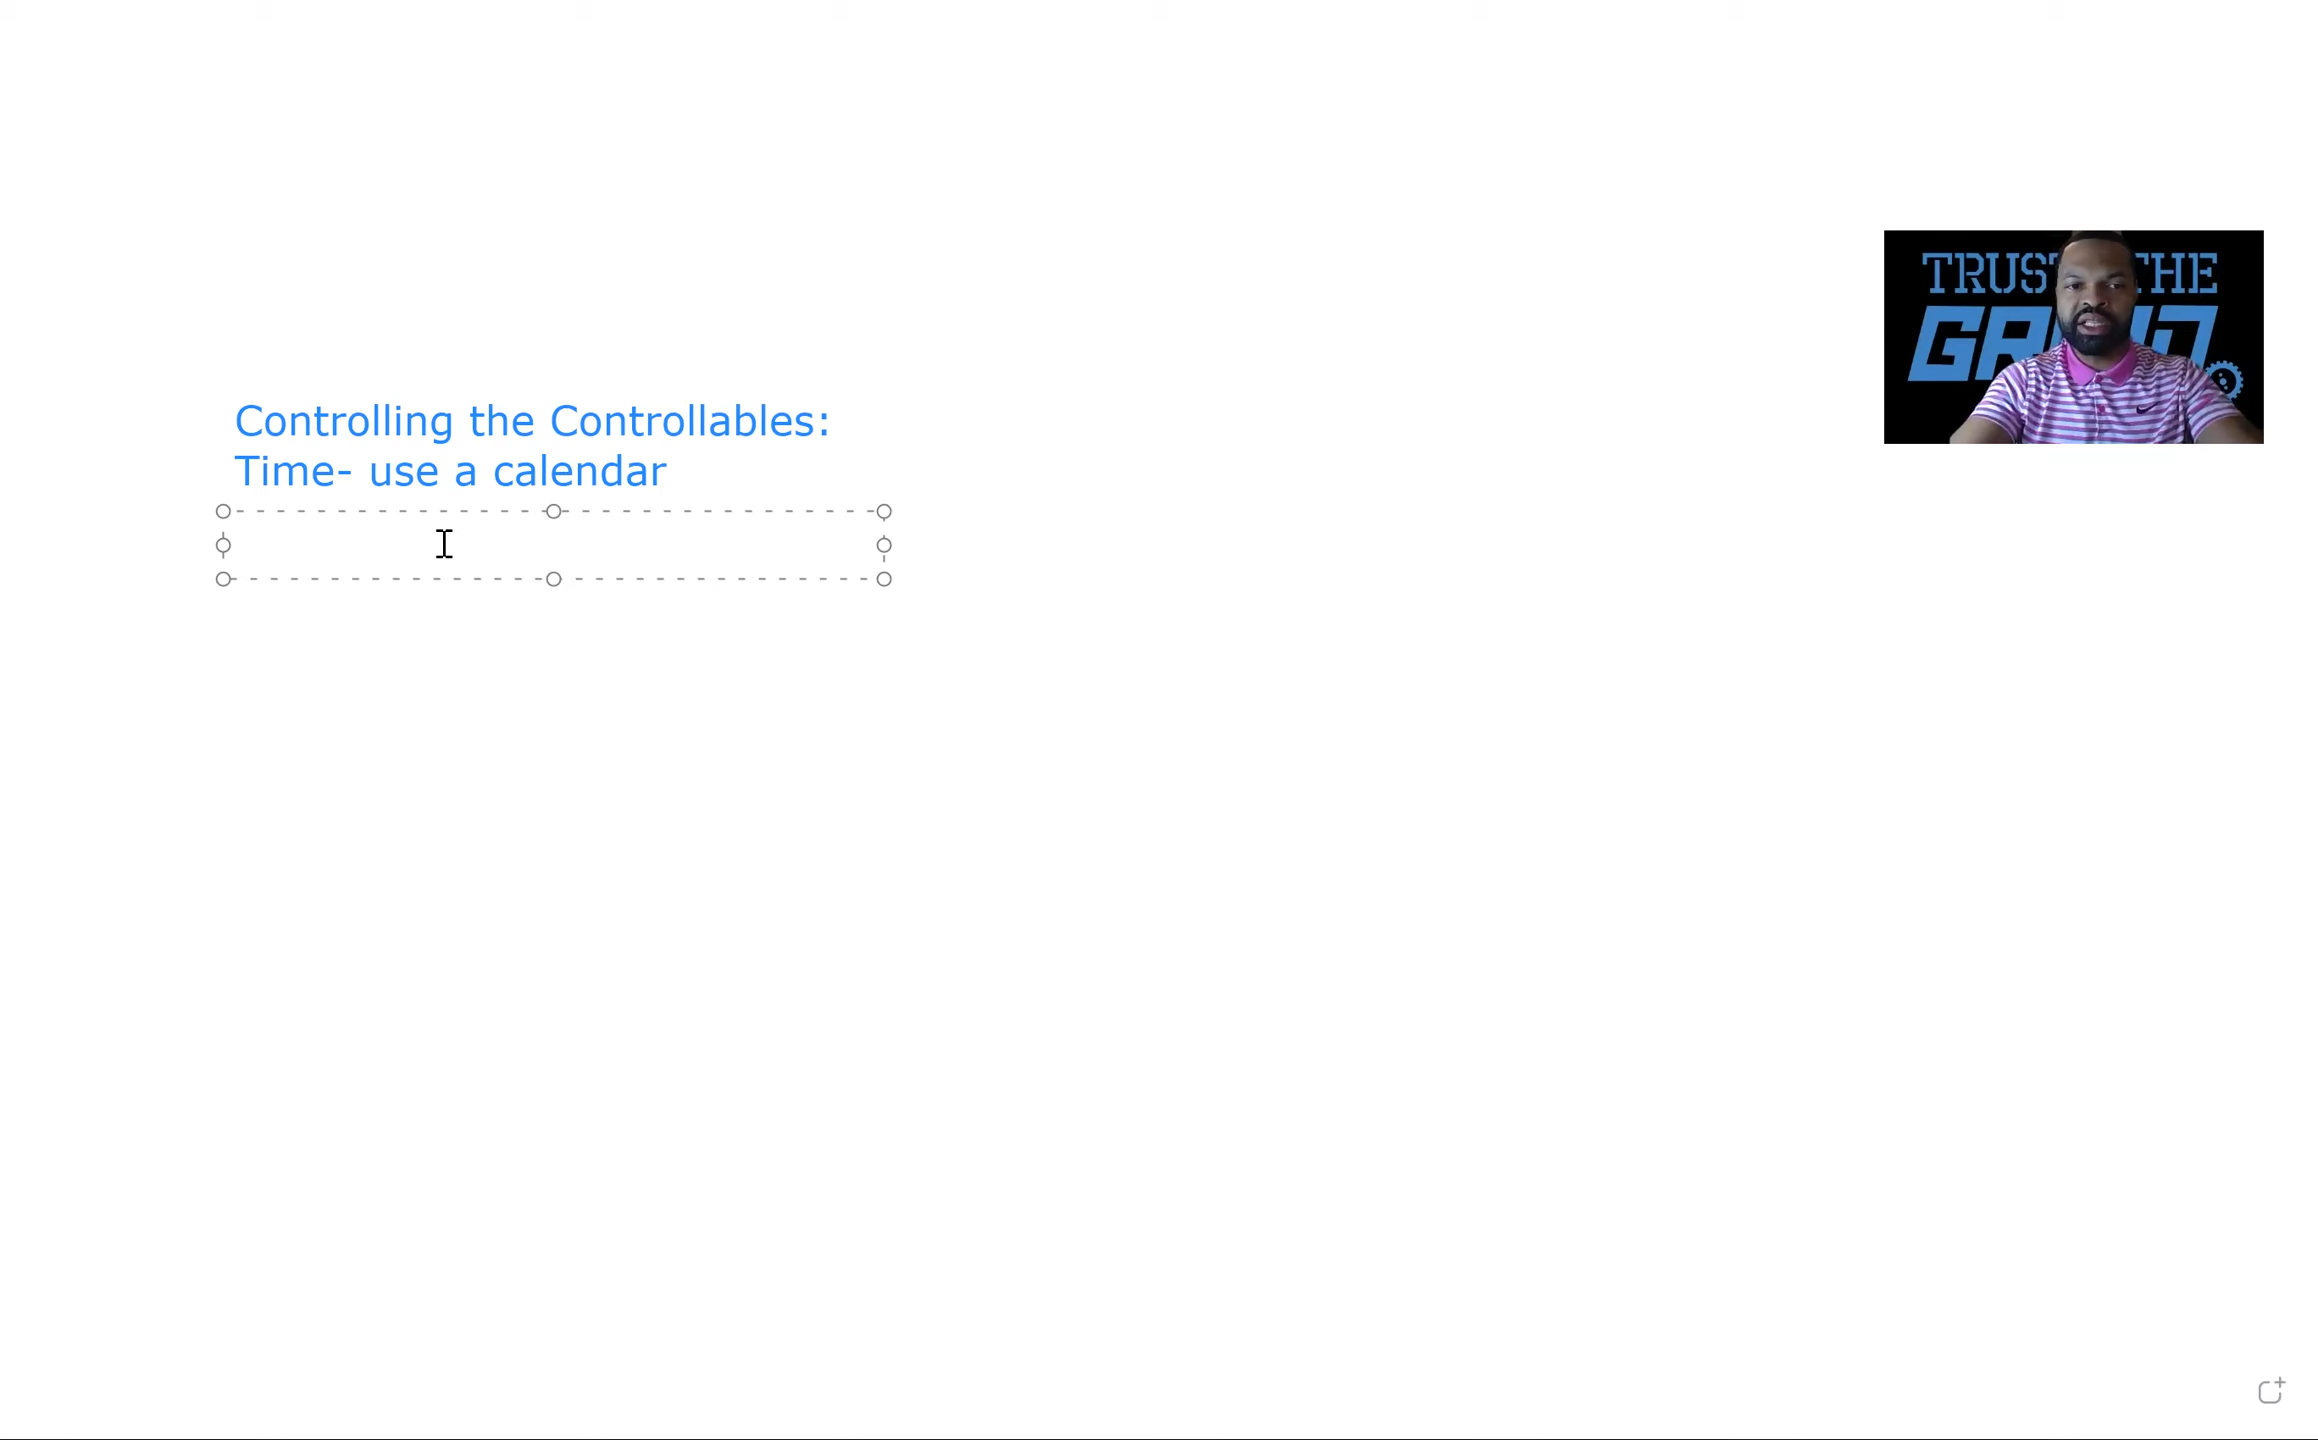 TRUST THE
Controlling the Controllables:
Time- use a calendar